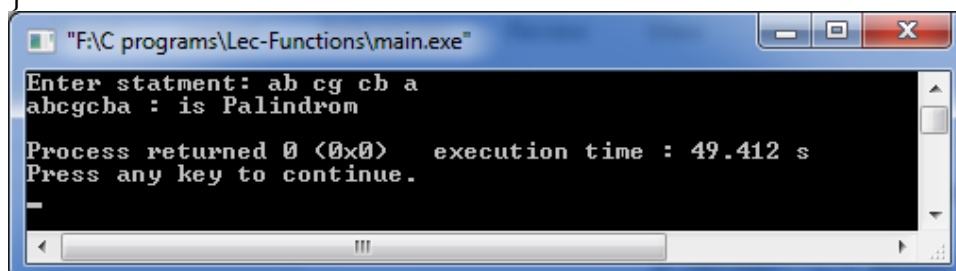 }
"F:\C programs\Lec-Functions\main.exe"
Enter statment: ab cg cb a
abcgcba : is Palindrom
Process returned 0 (0x0)   execution time : 49.412 s
Press any key to continue.